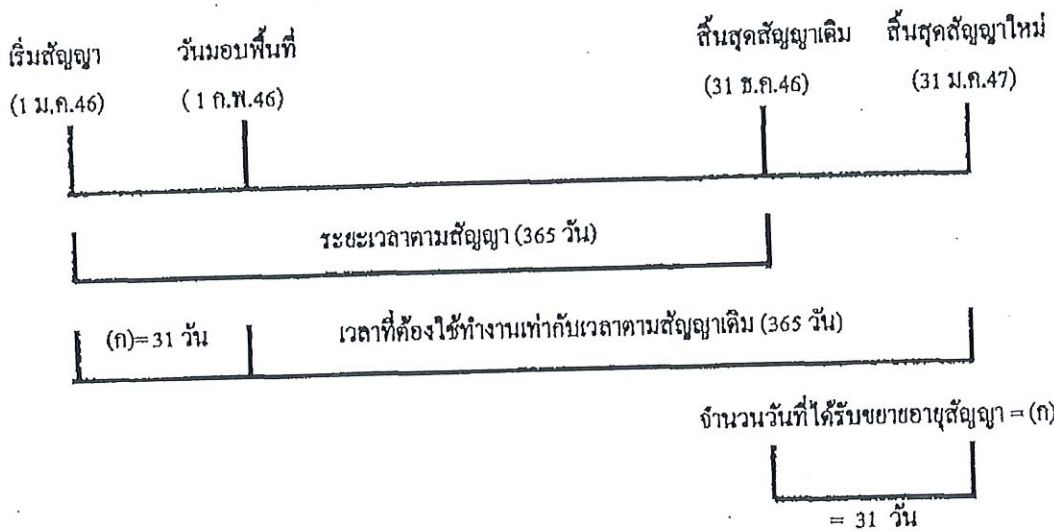 เริ่มสัญญา วันมอบพื้นที่ สิ้นสุดสัญญาเดิม สิ้นสุดสัญญาใหม่
(1 ม.ค.46) (1 ก.พ.46) (31 ธ.ค.46) (31 ม.ค.47)
ระยะเวลาตามสัญญา (365 วัน)
(ก)= 31 วัน เวลาที่ต้องใช้ทำงานเท่ากับเวลาตามสัญญาเดิม (365 วัน)
จำนวนวันที่ได้รับขยายอายุสัญญา = (ก)
= 31 วัน